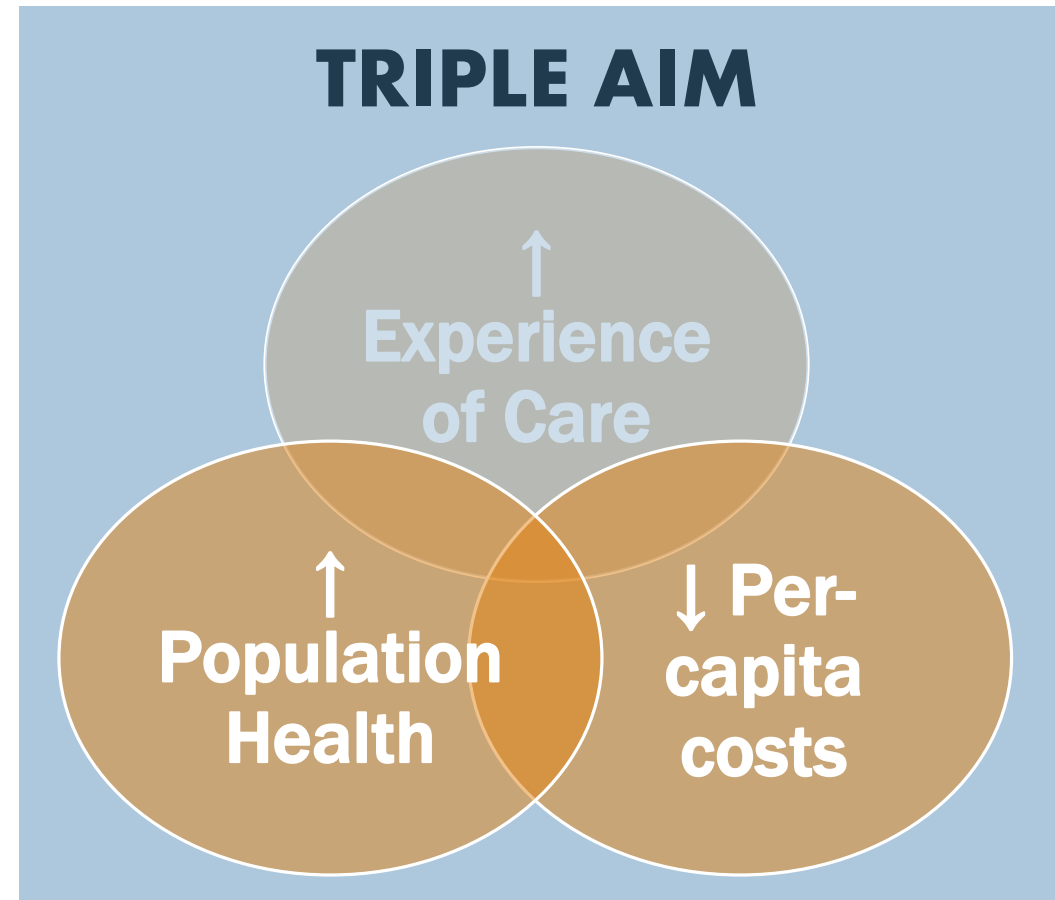 TRIPLE AIM
↑
Experience
of Care
↑
Population
Health
↓ Per-
capita
costs